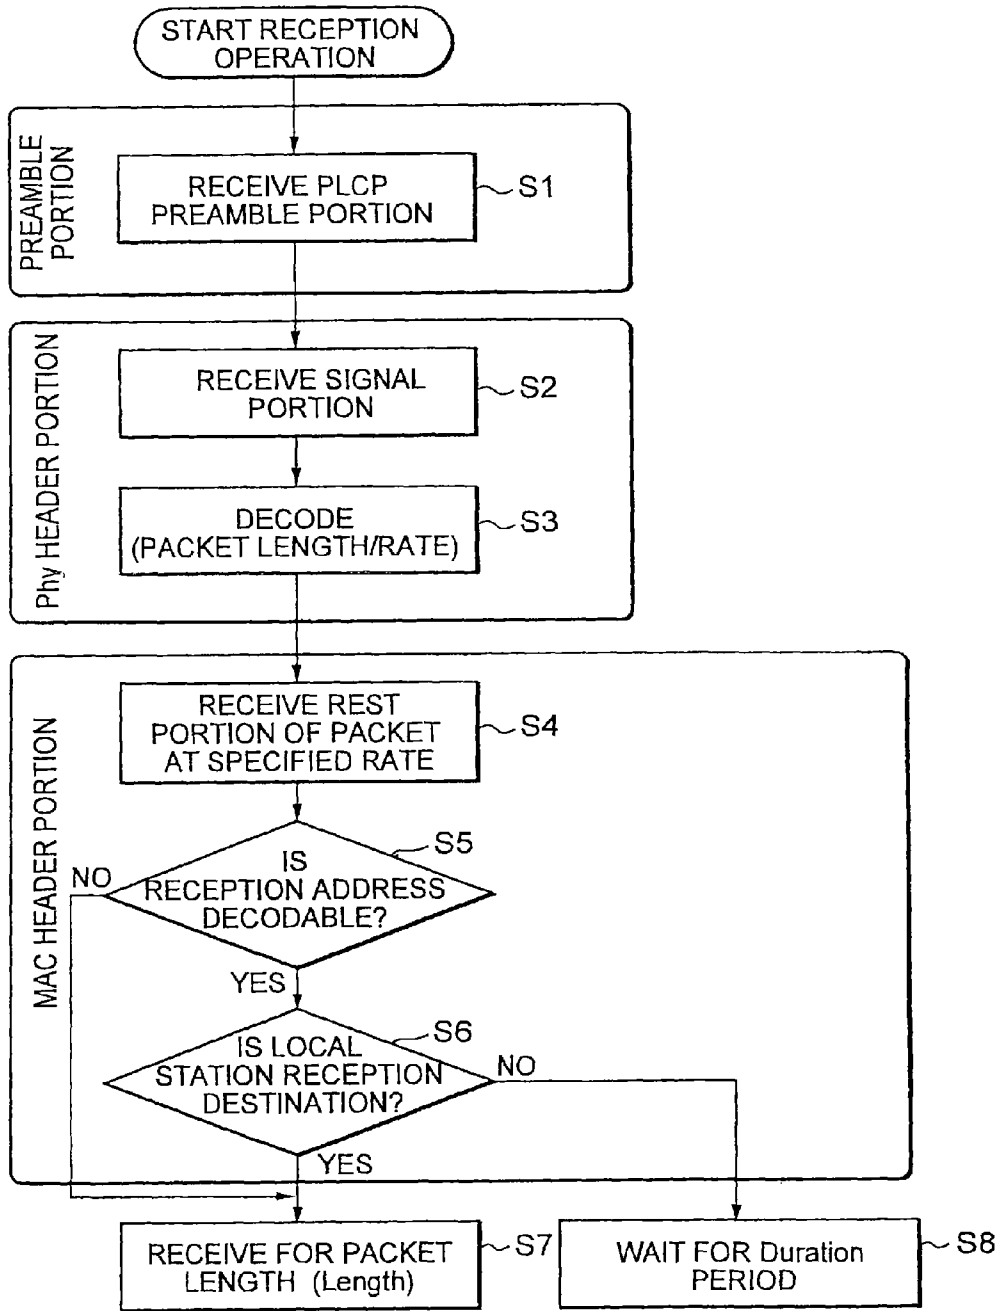 START RECEPTION
OPERATION
PREAMBLE
PORTION
RECEIVE PLCP
PREAMBLE PORTION
S1
Phy HEADER PORTION
RECEIVE SIGNAL
PORTION
S2
DECODE
(PACKET LENGTH/RATE)
S3
MAC HEADER PORTION
RECEIVE REST
PORTION OF PACKET
AT SPECIFIED RATE
S4
IS
RECEPTION ADDRESS
DECODABLE?
S5
NO
YES
IS LOCAL
STATION RECEPTION
DESTINATION?
S6
NO
YES
RECEIVE FOR PACKET
LENGTH (Length)
S7
WAIT FOR Duration
PERIOD
S8